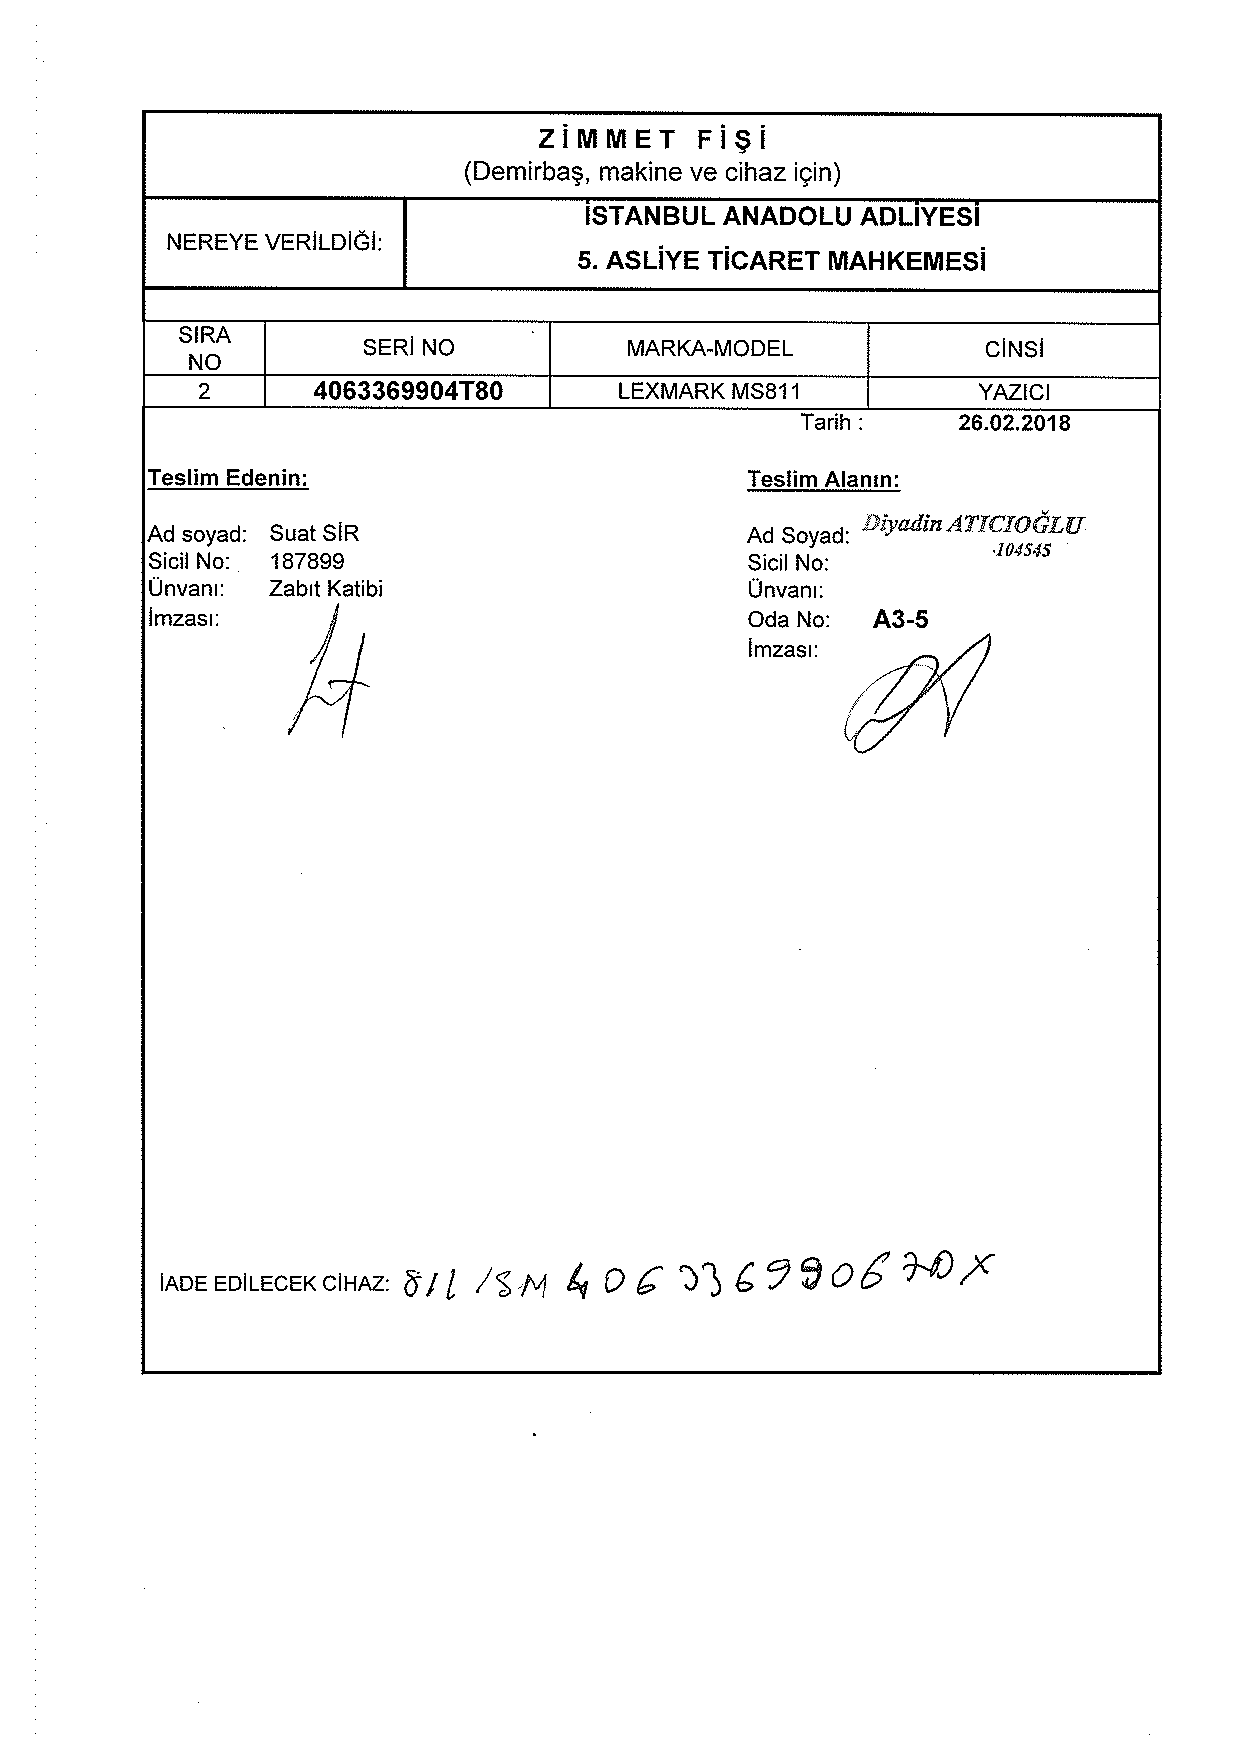 ZİMMET FİŞİ
(Demirbaş, makine ve cihaz için)
NEREYE VERİLDİĞİ:
İSTANBUL ANADOLU ADLİYESİ
5. ASLİYE TİCARET MAHKEMESİ
SIRA NO SERİ NO MARKA-MODEL CİNSİ
2 4063369904T80 LEXMARK MS811 YAZICI
Tarih : 26.02.2018
Teslim Edenin: Teslim Alanın:
Ad soyad: Suat SİR Ad Soyad: Diyadin ATICIOĞLU
Sicil No: 187899 Sicil No: 104545
Ünvanı: Zabıt Katibi Ünvanı:
İmzası: Oda No: A3-5
İmzası:
İADE EDİLECEK CİHAZ: 811